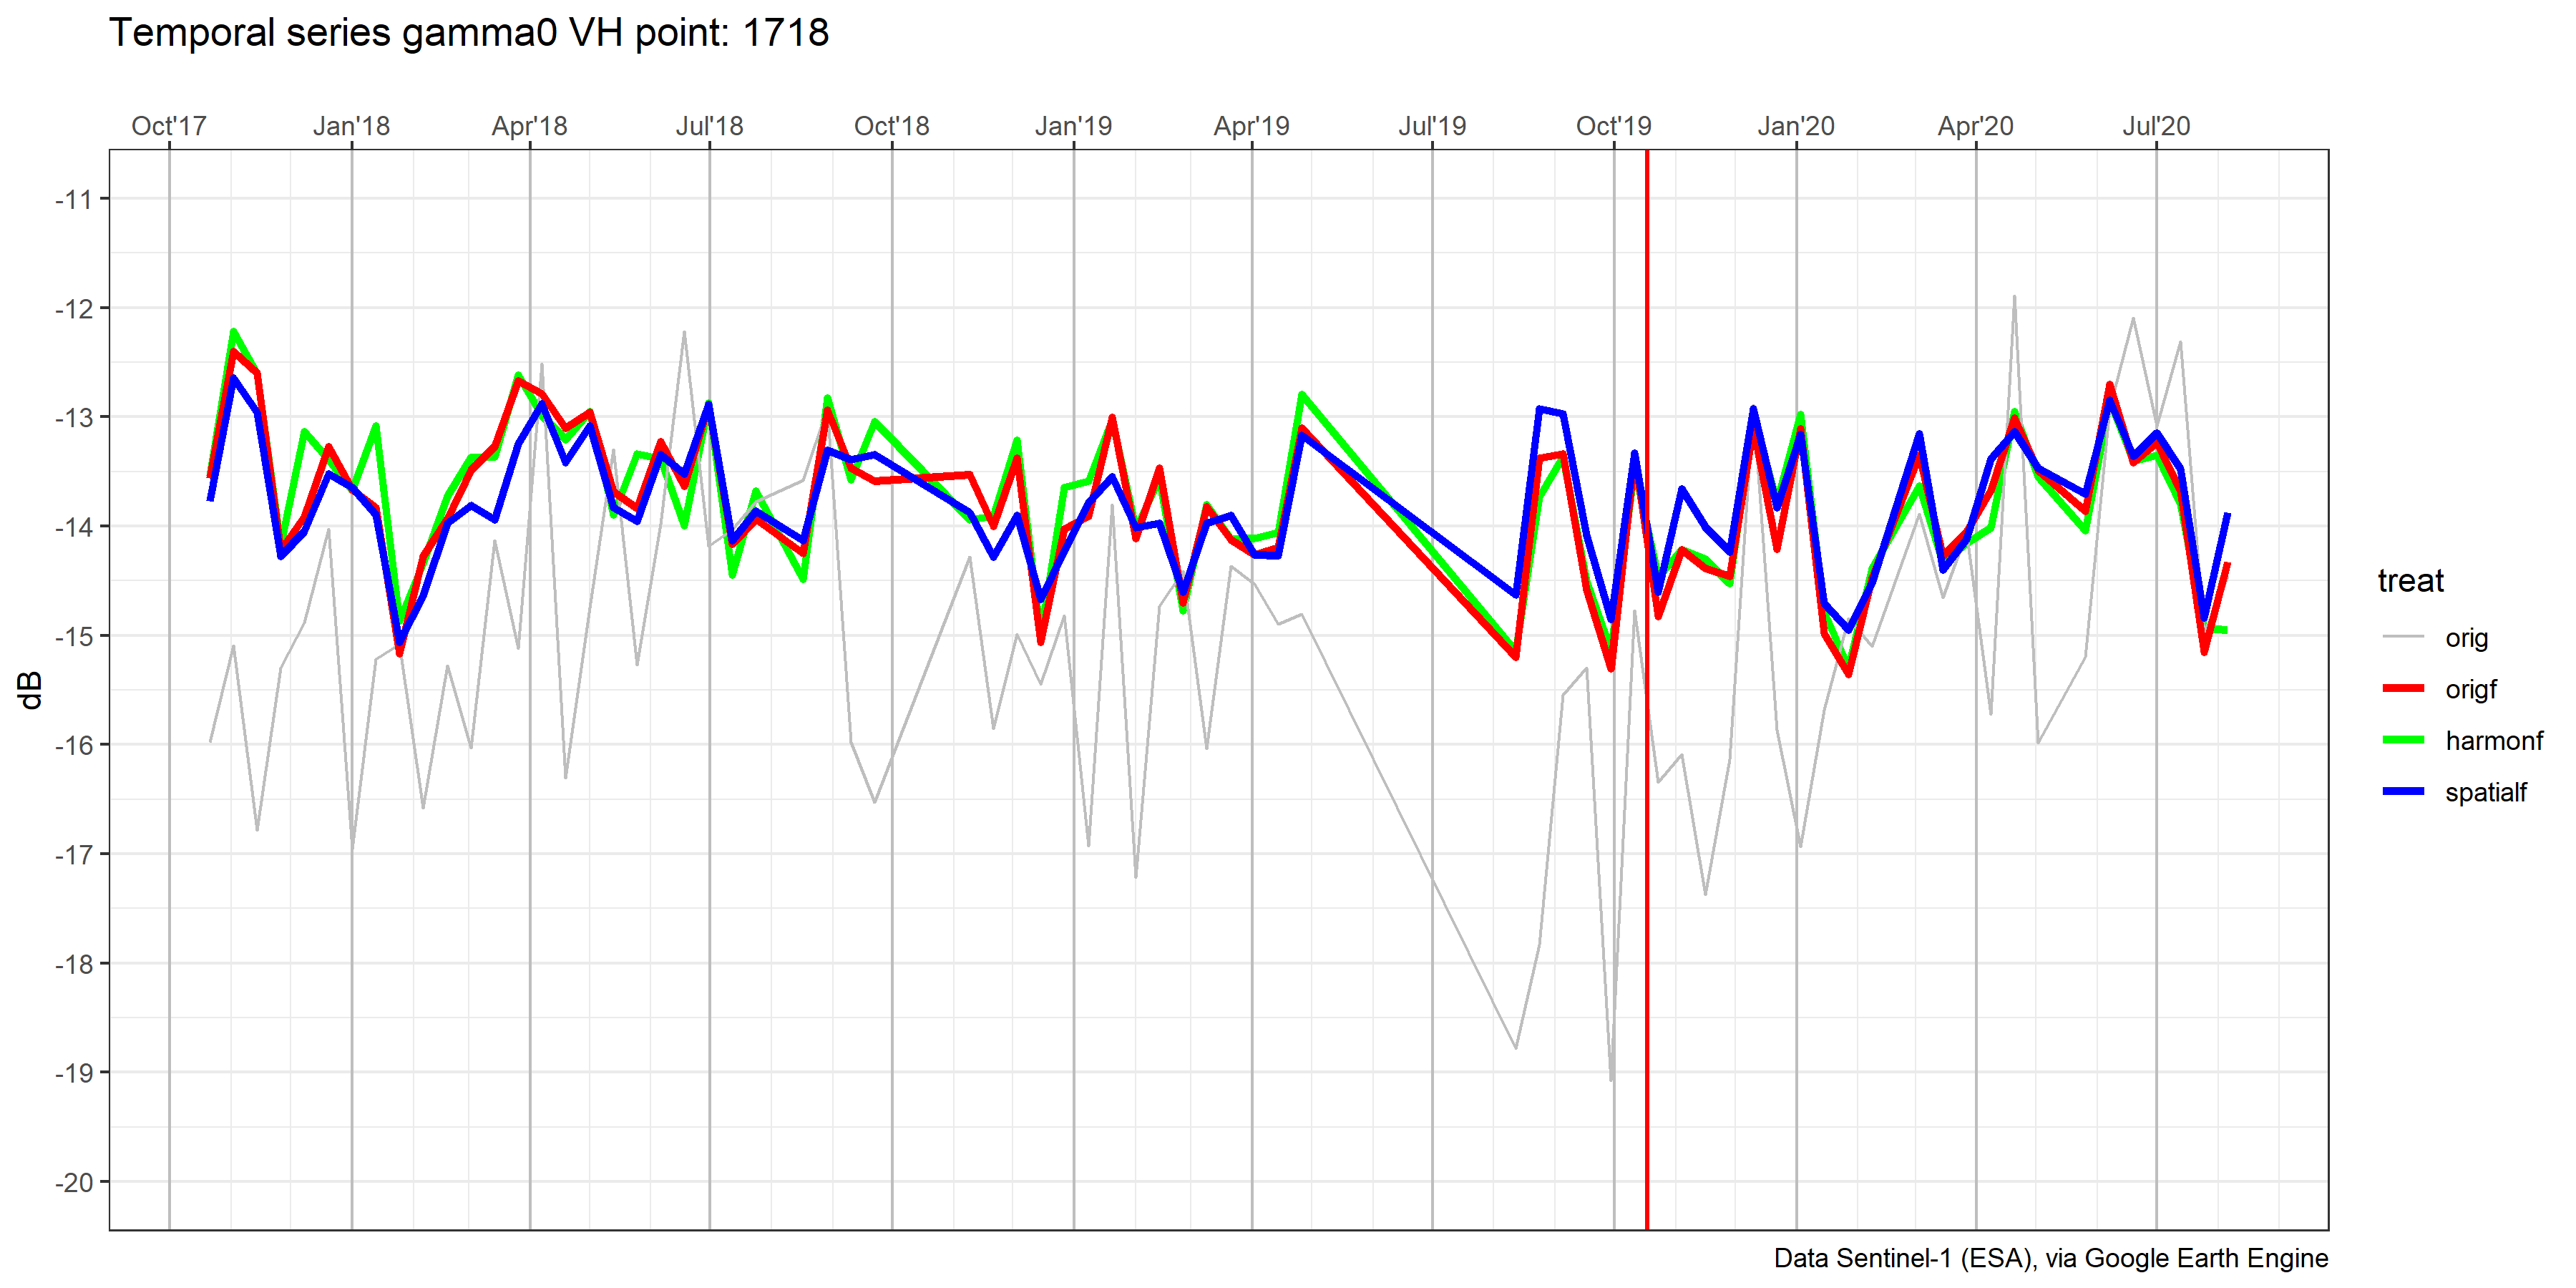 Temporal series gamma0 VH point: 1718
Oct'17 Jan'18 Apr'18 Jul'18 Oct'18 Jan'19 Apr'19 Jul'19 Oct'19 Jan'20 Apr'20 Jul'20
-11
-12
-13
-14
-15
-16
-17
-18
-19
-20
dB
treat
orig
origf
harmonf
spatialf
Data Sentinel-1 (ESA), via Google Earth Engine